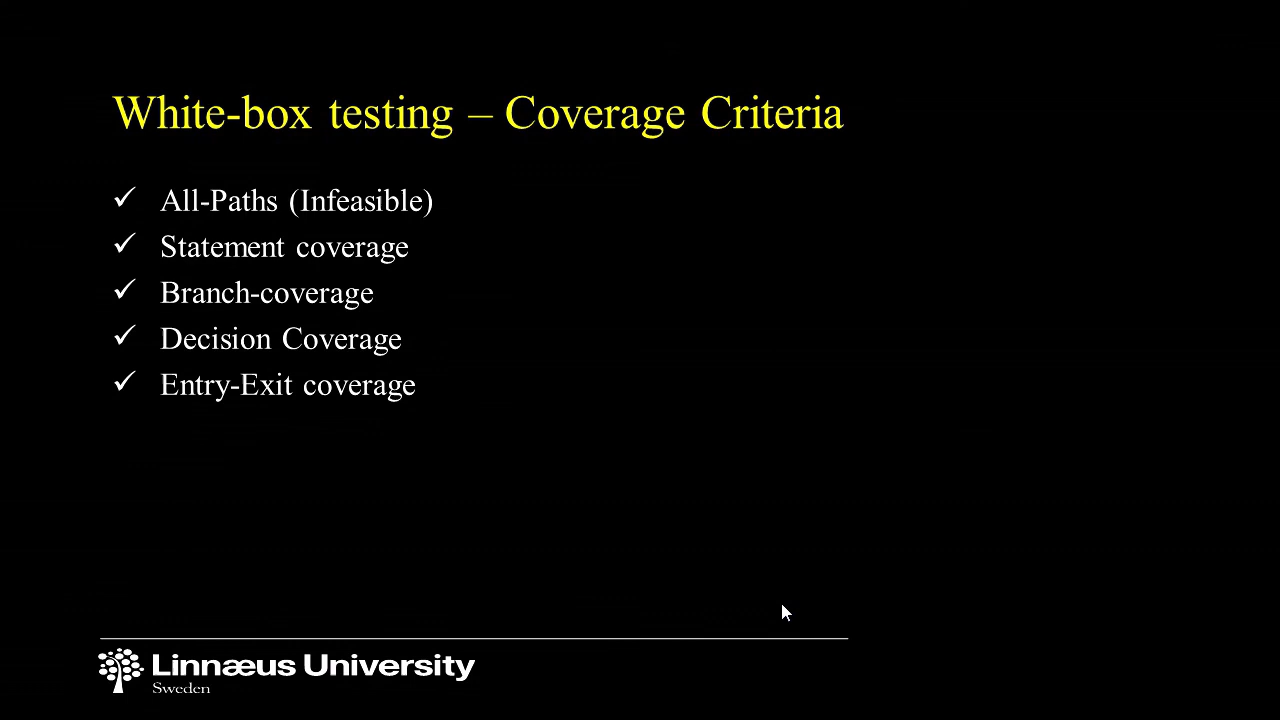 White-box testing – Coverage Criteria
✓ All-Paths (Infeasible)
✓ Statement coverage
✓ Branch-coverage
✓ Decision Coverage
✓ Entry-Exit coverage
Linnæus University
Sweden